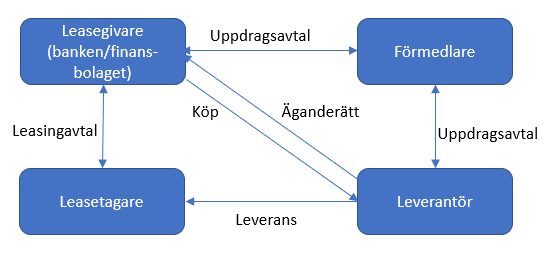 Leasegivare
(banken/finans-
bolaget)
Uppdragsavtal
Förmedlare
Köp
Äganderätt
Leasingavtal
Uppdragsavtal
Leasetagare
Leverans
Leverantör